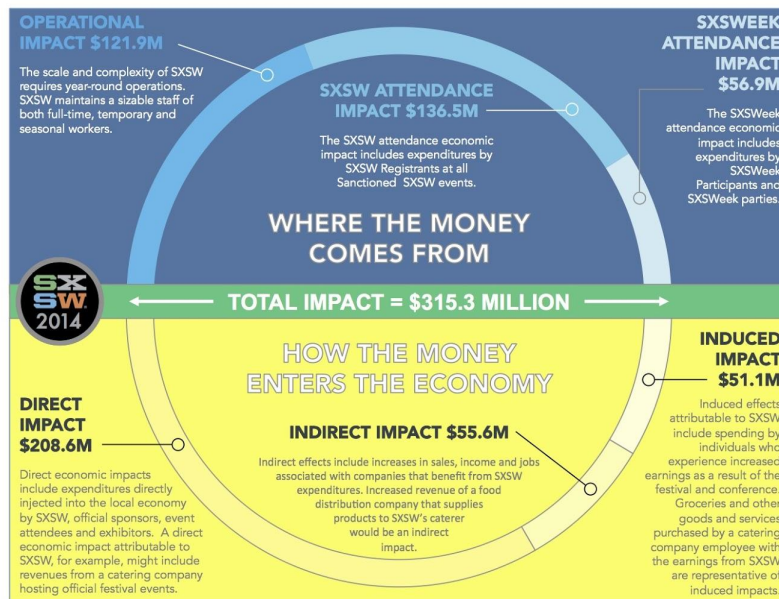 OPERATIONAL
IMPACT $121.9M
The scale and complexity of SXSW
requires year-round operations.
SXSW maintains a sizable staff of
both full-time, temporary and
seasonal workers.
SXSW ATTENDANCE
IMPACT $136.5M
The SXSW attendance economic
impact includes expenditures by
SXSW Registrants at all
Sanctioned SXSW events.
SXSWEEK
ATTENDANCE
IMPACT
$56.9M
The SXSWeek
attendance economic
impact includes
expenditures by
SXSWeek
Participants and
SXSWeek parties.
WHERE THE MONEY
COMES FROM
SX
SW.
2014
TOTAL IMPACT = $315.3 MILLION
HOW THE MONEY
ENTERS THE ECONOMY
DIRECT
IMPACT
$208.6M
Direct economic impacts
include expenditures directly
injected into the local economy
by SXSW, official sponsors, event
attendees and exhibitors. A direct
economic impact attributable to
SXSW, for example, might include
revenues from a catering company
hosting official festival events.
INDIRECT IMPACT $55.6M
Indirect effects include increases in sales, income and jobs
associated with companies that benefit from SXSW
expenditures. Increased revenue of a food
distribution company that supplies
products to SXSW's caterer
would be an indirect
impact.
INDUCED
IMPACT
$51.1M
Induced effects
attributable to SXSW
include spending by
individuals who
experience increased
earnings as a result of the
festival and conference.
Groceries and other
goods and services
purchased by a catering
company employee with
the earnings from SXSW
are representative of
induced impacts.